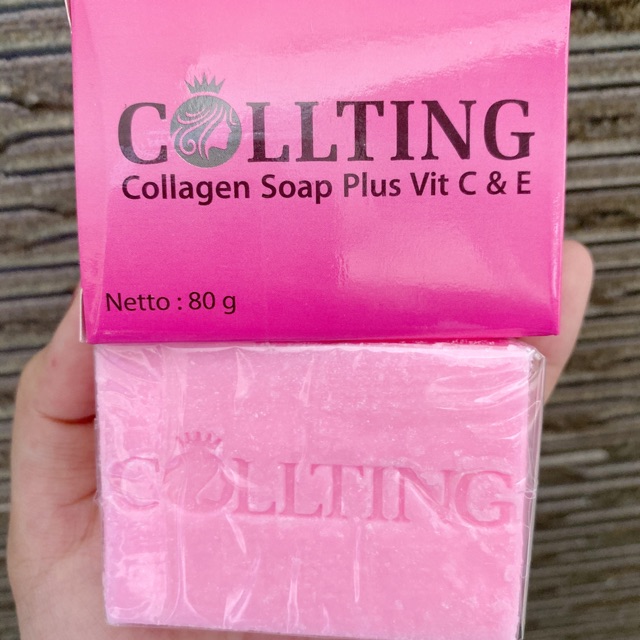 COLLTING
Collagen Soap Plus Vit C & E
Netto : 80 g
COLLTING